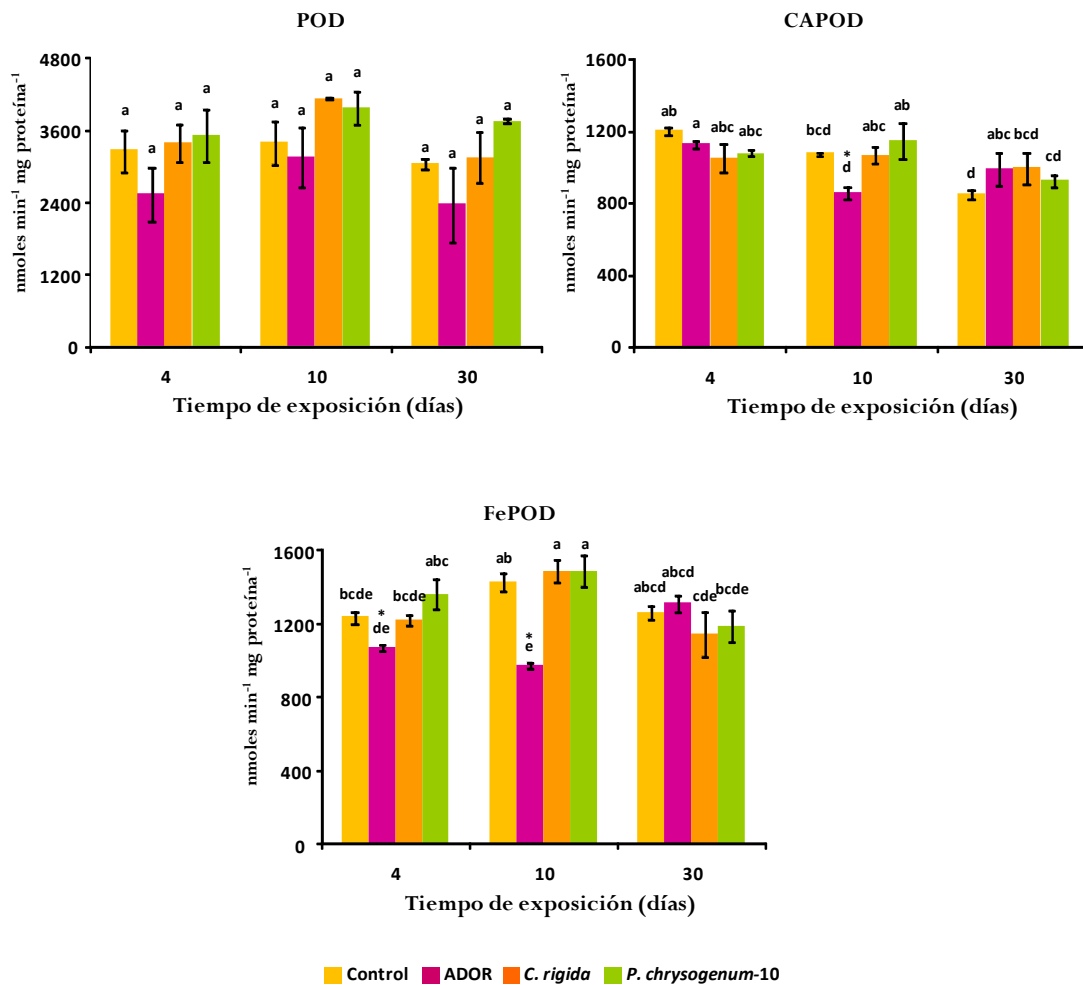 POD
nmoles min-1 mg proteína-1
4800
3600
2400
1200
0
a a a a a a a a a a a a
4 10 30
Tiempo de exposición (días)
CAPOD
nmoles min-1 mg proteína-1
1600
1200
800
400
0
ab a abc abc bcd * d abc ab d abc bcd cd
4 10 30
Tiempo de exposición (días)
FePOD
nmoles min-1 mg proteína-1
1600
1200
800
400
0
bcde * de bcde abc ab * e a a abcd abcd cde bcde
4 10 30
Tiempo de exposición (días)
Control ADOR C. rigida P. chrysogenum-10